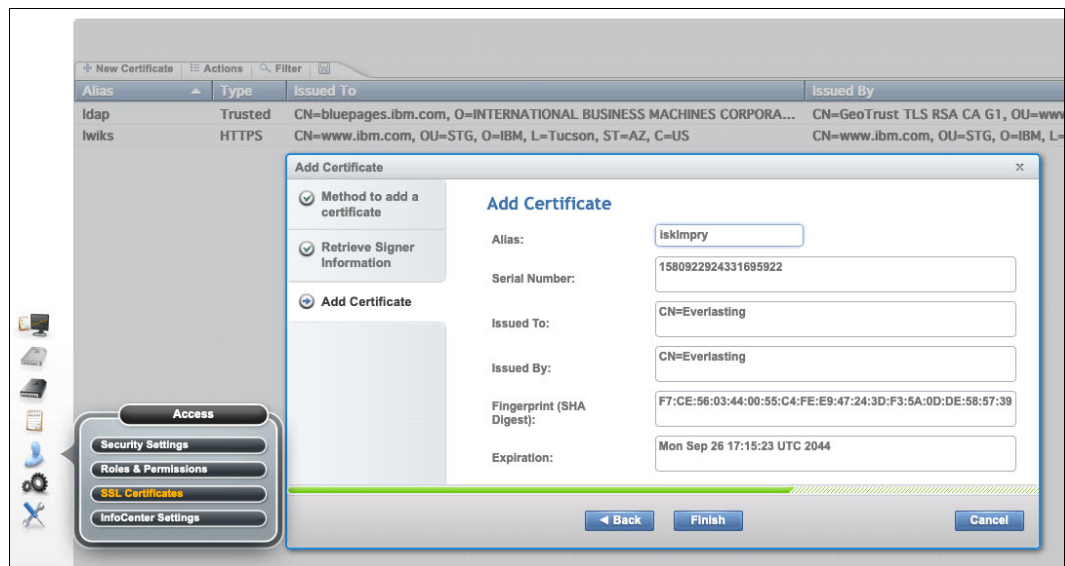 New Certificate Actions Filter
Alias Type Issued To Issued By
ldap Trusted CN=bluepages.ibm.com, O=INTERNATIONAL BUSINESS MACHINES CORPORA... CN=GeoTrust TLS RSA CA G1, OU=www
lwiks HTTPS CN=www.ibm.com, OU=STG, O=IBM, L=Tucson, ST=AZ, C=US CN=www.ibm.com, OU=STG, O=IBM, L=
Add Certificate x
Method to add a
certificate
Retrieve Signer
Information
Add Certificate
Add Certificate
Alias: isklmpry
Serial Number: 1580922924331695922
Issued To: CN=Everlasting
Issued By: CN=Everlasting
Fingerprint (SHA
Digest): F7:CE:56:03:44:00:55:C4:FE:E9:47:24:3D:F3:5A:0D:DE:58:57:39
Expiration: Mon Sep 26 17:15:23 UTC 2044
Back Finish Cancel
Access
Security Settings
Roles & Permissions
SSL Certificates
InfoCenter Settings